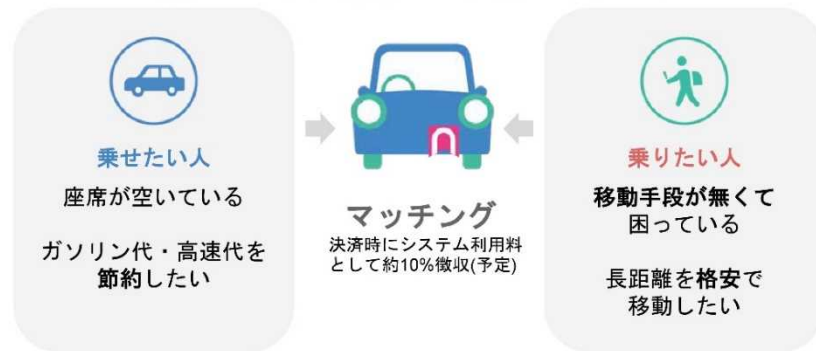 乗せたい人
座席が空いている
ガソリン代・高速代を
節約したい
マッチング
決済時にシステム利用料
として約10%徴収(予定)
乗りたい人
移動手段が無くて
困っている
長距離を格安で
移動したい